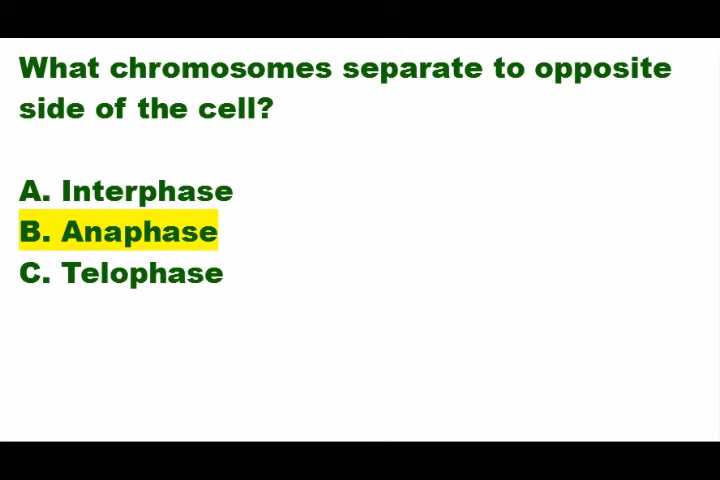 What chromosomes separate to opposite
side of the cell?
A. Interphase
B. Anaphase
C. Telophase